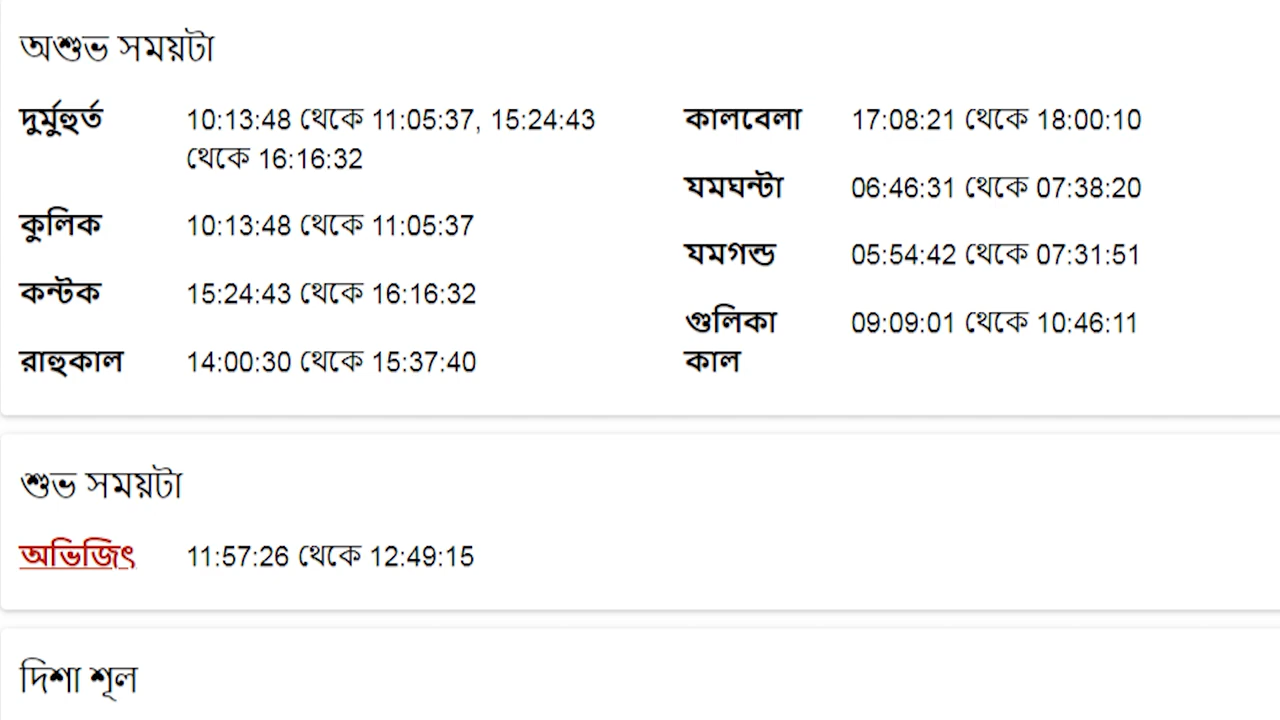 অশুভ সময়টা
দুর্মুহুর্ত 10:13:48 থেকে 11:05:37, 15:24:43
থেকে 16:16:32
কুলিক 10:13:48 থেকে 11:05:37
কন্টক 15:24:43 থেকে 16:16:32
রাহুকাল 14:00:30 থেকে 15:37:40
কালবেলা 17:08:21 থেকে 18:00:10
যমঘন্টা 06:46:31 থেকে 07:38:20
যমগন্ড 05:54:42 থেকে 07:31:51
গুলিকা 09:09:01 থেকে 10:46:11
কাল
শুভ সময়টা
অভিজিৎ 11:57:26 থেকে 12:49:15
দিশা শূল